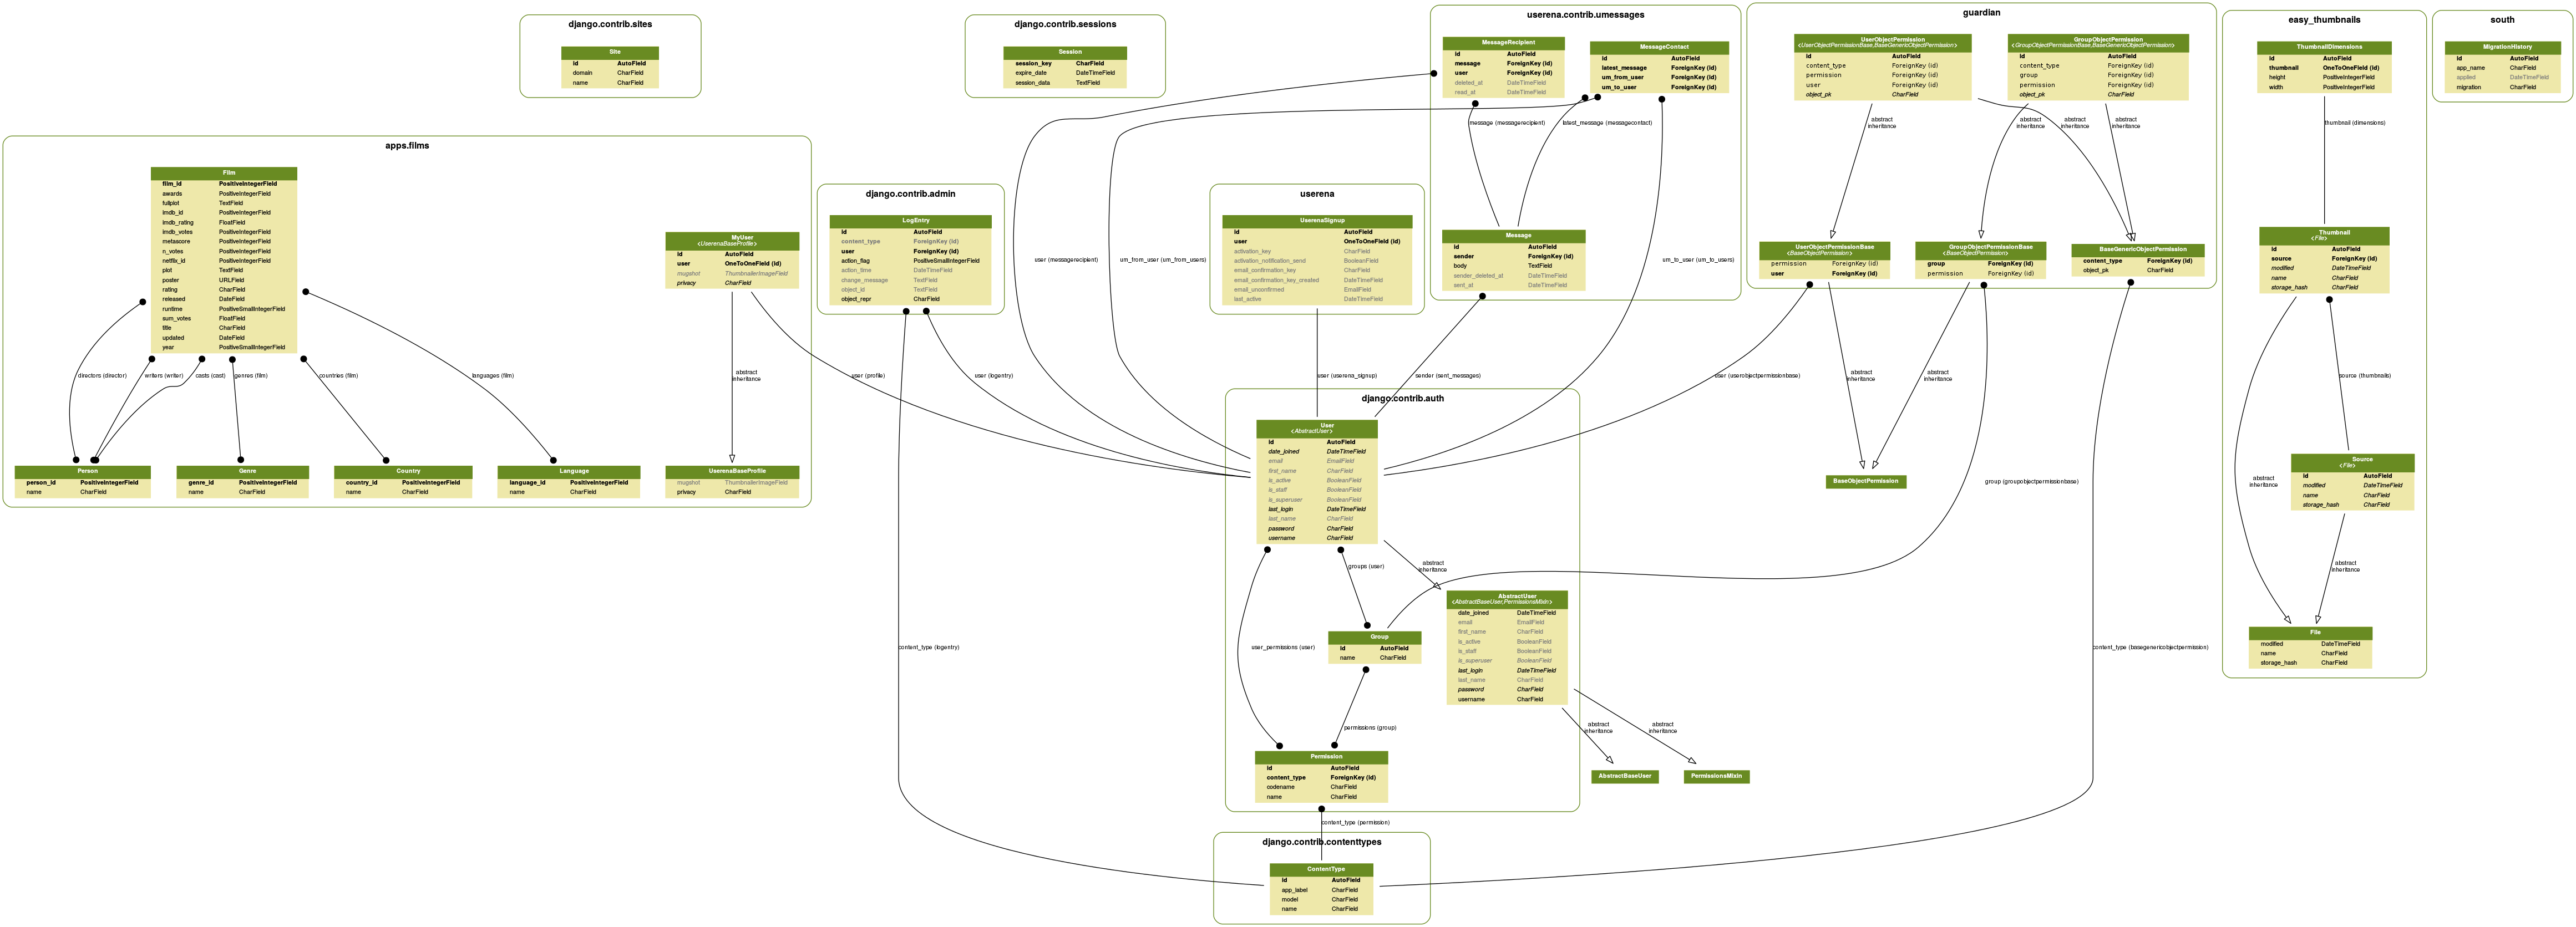 django.contrib.sites
Site
id AutoField
domain CharField
name CharField
django.contrib.sessions
Session
session_key CharField
expire_date DateTimeField
session_data TextField
userena.contrib.umessages
MessageRecipient
id AutoField
message ForeignKey (id)
user ForeignKey (id)
deleted_at DateTimeField
read_at DateTimeField
MessageContact
id AutoField
latest_message ForeignKey (id)
um_from_user ForeignKey (id)
um_to_user ForeignKey (id)
message (messagerecipient)
latest_message (messagecontact)
Message
id AutoField
sender ForeignKey (id)
body TextField
sender_deleted_at DateTimeField
sent_at DateTimeField
guardian
UserObjectPermission
<UserObjectPermissionBase,BaseGenericObjectPermission>
id AutoField
content_type ForeignKey (id)
permission ForeignKey (id)
user ForeignKey (id)
object_pk CharField
GroupObjectPermission
<GroupObjectPermissionBase,BaseGenericObjectPermission>
id AutoField
content_type ForeignKey (id)
group ForeignKey (id)
permission ForeignKey (id)
object_pk CharField
abstract
inheritance
abstract
inheritance
abstract
inheritance
abstract
inheritance
UserObjectPermissionBase
<BaseObjectPermission>
permission ForeignKey (id)
user ForeignKey (id)
GroupObjectPermissionBase
<BaseObjectPermission>
group ForeignKey (id)
permission ForeignKey (id)
BaseGenericObjectPermission
content_type ForeignKey (id)
object_pk CharField
easy_thumbnails
ThumbnailDimensions
id AutoField
thumbnail OneToOneField (id)
height PositiveIntegerField
width PositiveIntegerField
thumbnail (dimensions)
Thumbnail
<File>
id AutoField
source ForeignKey (id)
modified DateTimeField
name CharField
storage_hash CharField
source (thumbnails)
Source
<File>
id AutoField
modified DateTimeField
name CharField
storage_hash CharField
abstract
inheritance
abstract
inheritance
File
modified DateTimeField
name CharField
storage_hash CharField
south
MigrationHistory
id AutoField
app_name CharField
applied DateTimeField
migration CharField
apps.films
Film
film_id PositiveIntegerField
awards PositiveIntegerField
fullplot TextField
imdb_id PositiveIntegerField
imdb_rating FloatField
imdb_votes PositiveIntegerField
metascore PositiveIntegerField
n_votes PositiveIntegerField
netflix_id PositiveIntegerField
plot TextField
poster URLField
rating CharField
released DateField
runtime PositiveSmallIntegerField
sum_votes FloatField
title CharField
updated DateField
year PositiveSmallIntegerField
MyUser
<UserenaBaseProfile>
id AutoField
user OneToOneField (id)
mugshot ThumbnailerImageField
privacy CharField
directors (director)
writers (writer)
casts (cast)
genres (film)
countries (film)
languages (film)
abstract
inheritance
Person
person_id PositiveIntegerField
name CharField
Genre
genre_id PositiveIntegerField
name CharField
Country
country_id PositiveIntegerField
name CharField
Language
language_id PositiveIntegerField
name CharField
UserenaBaseProfile
mugshot ThumbnailerImageField
privacy CharField
django.contrib.admin
LogEntry
id AutoField
content_type ForeignKey (id)
user ForeignKey (id)
action_flag PositiveSmallIntegerField
action_time DateTimeField
change_message TextField
object_id TextField
object_repr CharField
userena
UserenaSignup
id AutoField
user OneToOneField (id)
activation_key CharField
activation_notification_send BooleanField
email_confirmation_key CharField
email_confirmation_key_created DateTimeField
email_unconfirmed EmailField
last_active DateTimeField
user (messagerecipient)
um_from_user (um_from_users)
um_to_user (um_to_users)
user (profile)
user (logentry)
user (userena_signup)
sender (sent_messages)
user (userobjectpermissionbase)
abstract
inheritance
abstract
inheritance
BaseObjectPermission
group (groupobjectpermissionbase)
django.contrib.auth
User
<AbstractUser>
id AutoField
date_joined DateTimeField
email EmailField
first_name CharField
is_active BooleanField
is_staff BooleanField
is_superuser BooleanField
last_login DateTimeField
last_name CharField
password CharField
username CharField
groups (user)
abstract
inheritance
user_permissions (user)
Group
id AutoField
name CharField
AbstractUser
<AbstractBaseUser,PermissionsMixin>
date_joined DateTimeField
email EmailField
first_name CharField
is_active BooleanField
is_staff BooleanField
is_superuser BooleanField
last_login DateTimeField
last_name CharField
password CharField
username CharField
permissions (group)
abstract
inheritance
abstract
inheritance
Permission
id AutoField
content_type ForeignKey (id)
codename CharField
name CharField
AbstractBaseUser
PermissionsMixin
content_type (logentry)
content_type (permission)
content_type (basegenericobjectpermission)
django.contrib.contenttypes
ContentType
id AutoField
app_label CharField
model CharField
name CharField